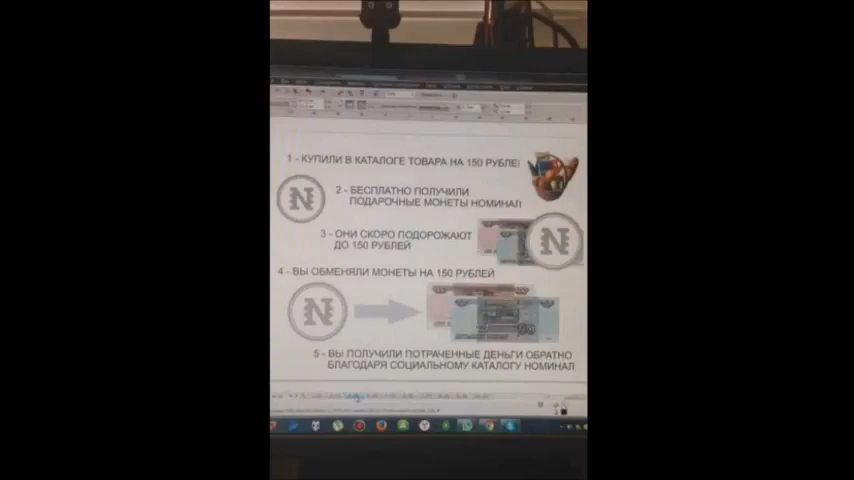 1 - КУПИЛИ В КАТАЛОГЕ ТОВАРА НА 150 РУБЛЕ
2 - БЕСПЛАТНО ПОЛУЧИЛИ
ПОДАРОЧНЫЕ МОНЕТЫ НОМИНАЛ
3 - ОНИ СКОРО ПОДОРОЖАЮТ
ДО 150 РУБЛЕЙ
4 - ВЫ ОБМЕНЯЛИ МОНЕТЫ НА 150 РУБЛЕЙ
5 - ВЫ ПОЛУЧИЛИ ПОТРАЧЕННЫЕ ДЕНЬГИ ОБРАТНО
БЛАГОДАРЯ СОЦИАЛЬНОМУ КАТАЛОГУ НОМИНАЛ